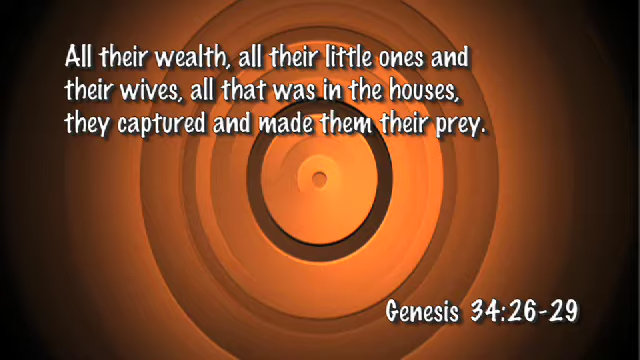 All their wealth, all their little ones and
their wives, all that was in the houses,
they captured and made them their prey.
Genesis 34:26-29